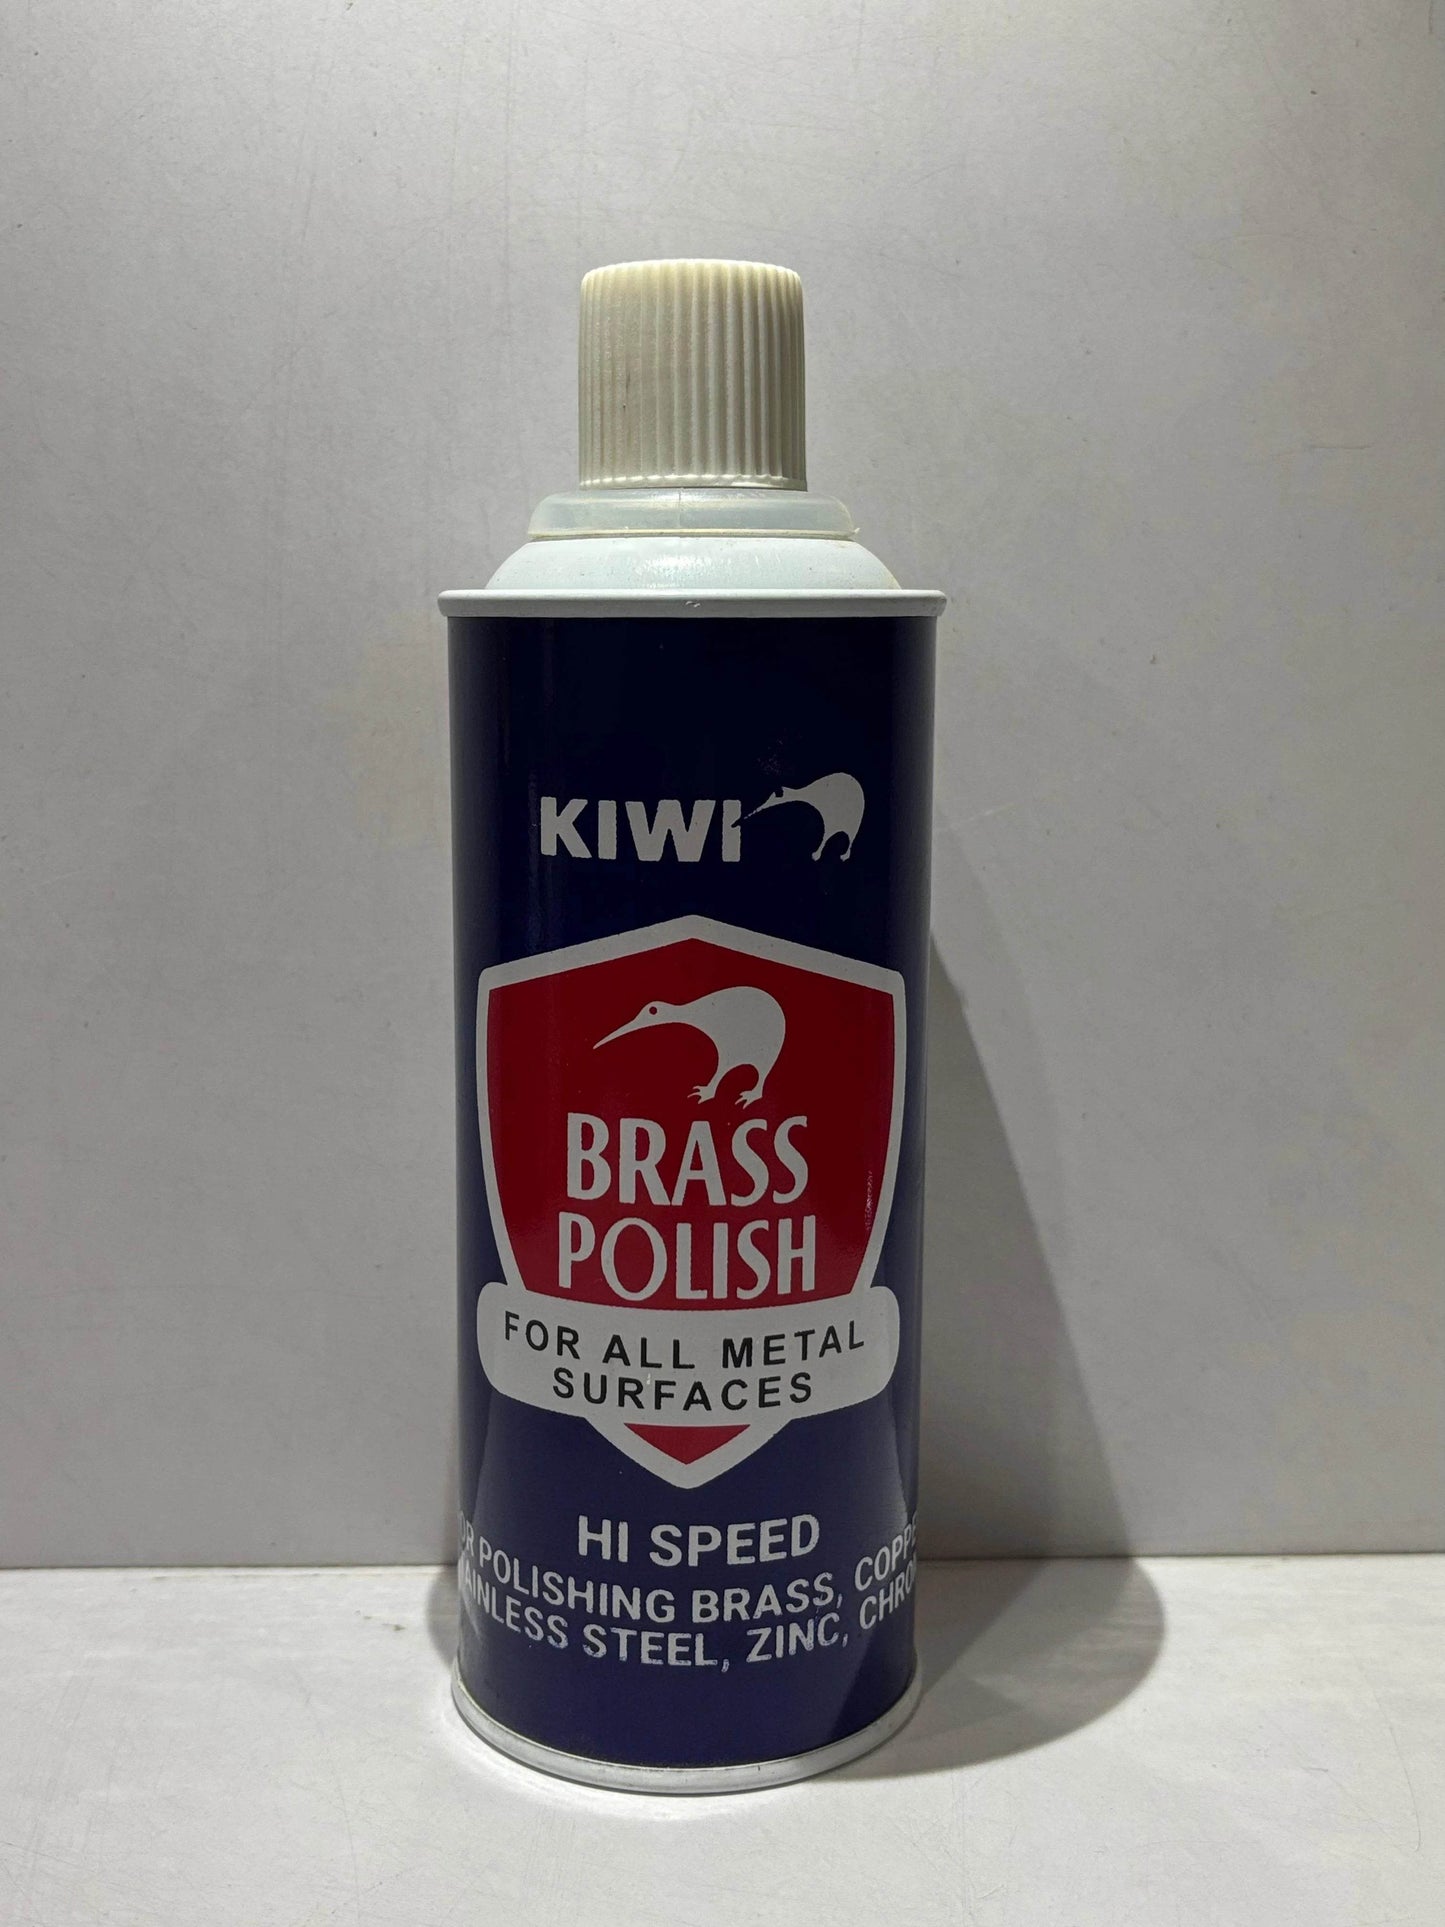 KIWI
BRASS
POLISH
FOR ALL METAL
SURFACES
HI SPEED
POLISHING BRASS,
STEEL, ZINC,